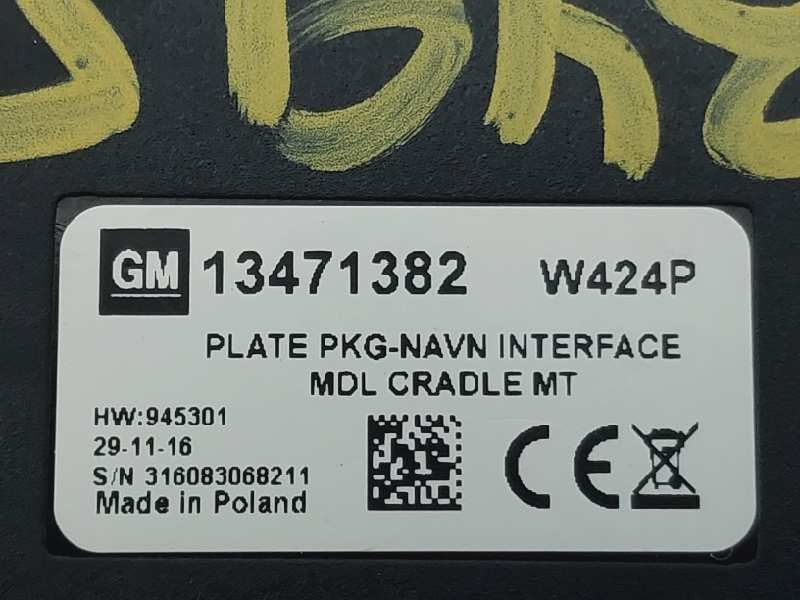 GM 13471382 W424P
PLATE PKG-NAVN INTERFACE
MDL CRADLE MT
HW:945301
29-11-16
S/N 316083068211
Made in Poland
CE